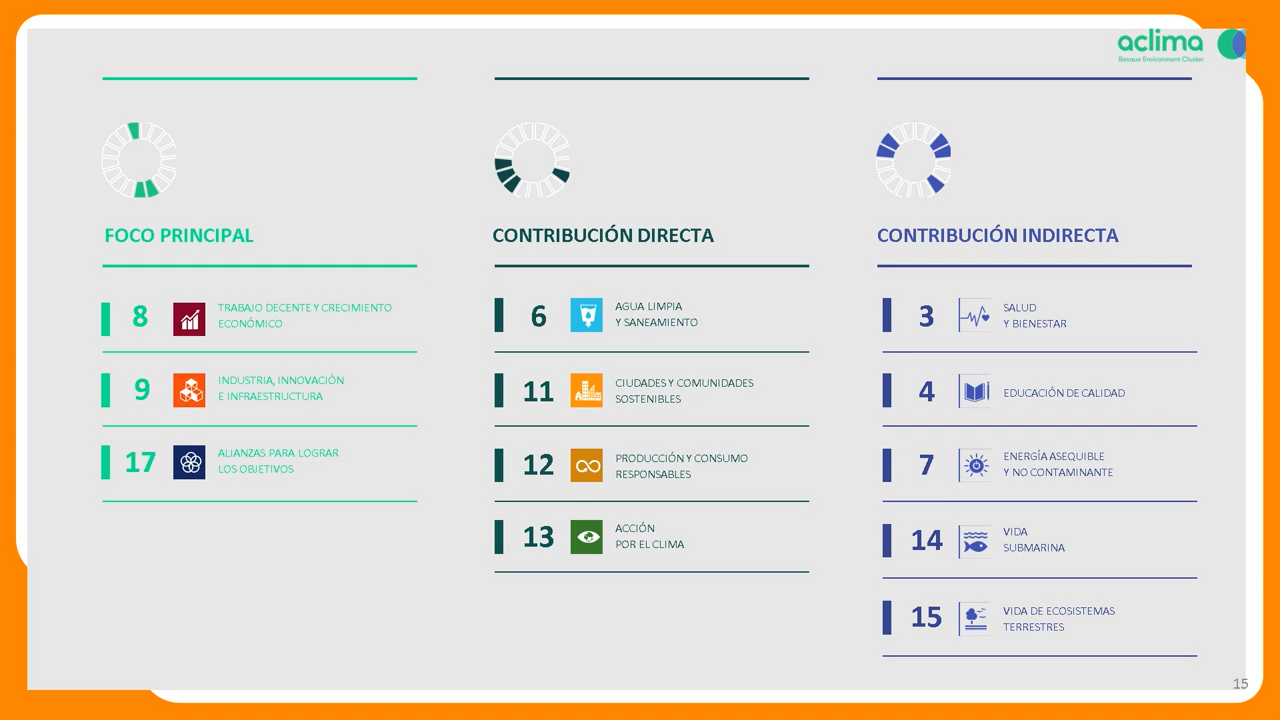 aclima
Basque Environment Cluster
FOCO PRINCIPAL
8
TRABAJO DECENTE Y CRECIMIENTO
ECONÓMICO
9
INDUSTRIA, INNOVACIÓN
E INFRAESTRUCTURA
17
ALIANZAS PARA LOGRAR
LOS OBJETIVOS
CONTRIBUCIÓN DIRECTA
6
AGUA LIMPIA
Y SANEAMIENTO
11
CIUDADES Y COMUNIDADES
SOSTENIBLES
12
PRODUCCIÓN Y CONSUMO
RESPONSABLES
13
ACCIÓN
POR EL CLIMA
CONTRIBUCIÓN INDIRECTA
3
SALUD
Y BIENESTAR
4
EDUCACIÓN DE CALIDAD
7
ENERGÍA ASEQUIBLE
Y NO CONTAMINANTE
14
VIDA
SUBMARINA
15
VIDA DE ECOSISTEMAS
TERRESTRES
15